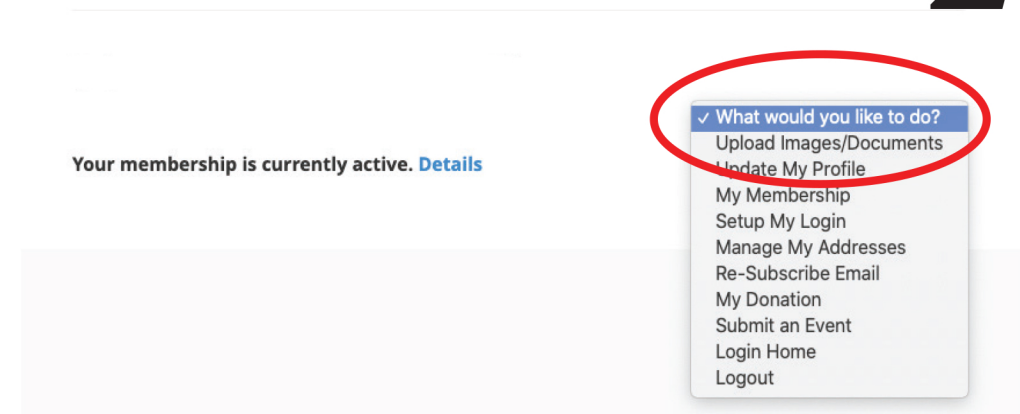 Your membership is currently active. Details
✓ What would you like to do?
Upload Images/Documents
Update My Profile
My Membership
Setup My Login
Manage My Addresses
Re-Subscribe Email
My Donation
Submit an Event
Login Home
Logout